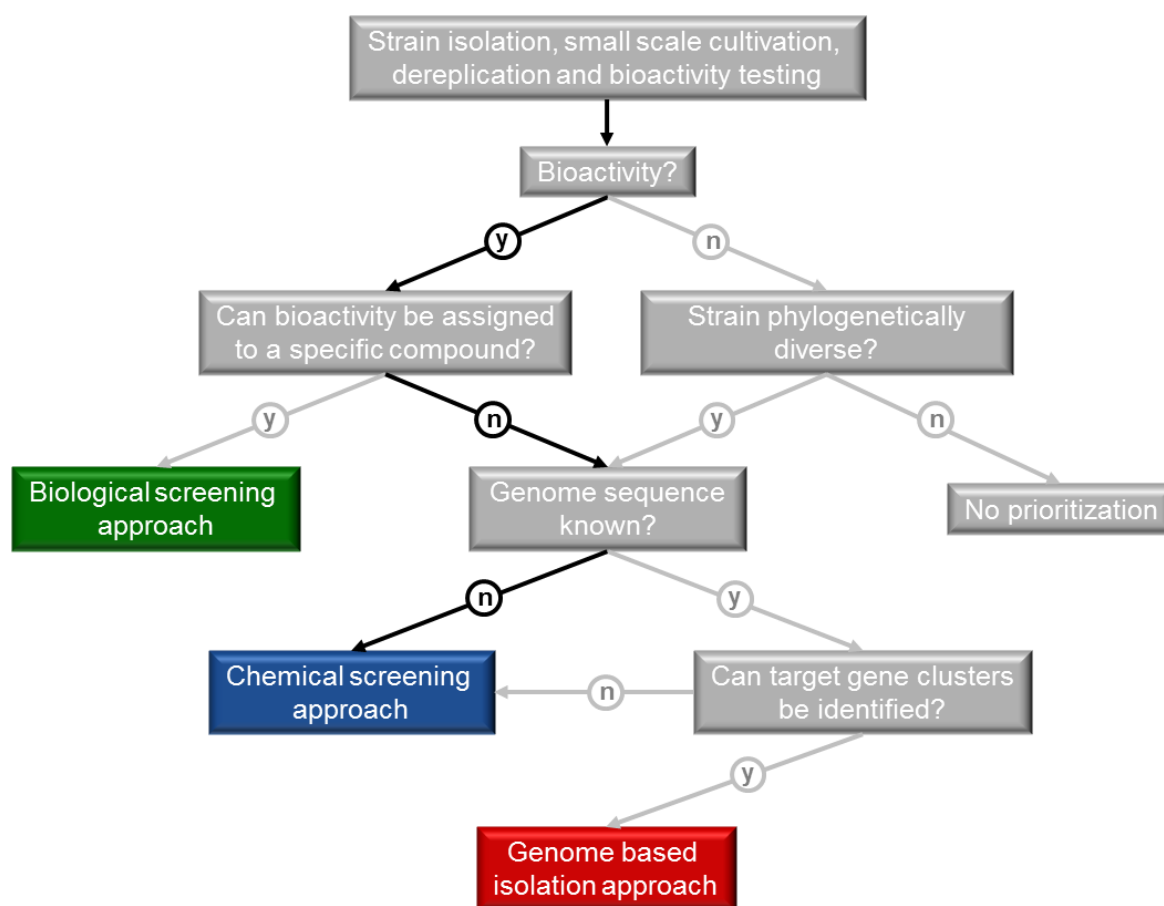 Strain isolation, small scale cultivation,
dereplication and bioactivity testing
Bioactivity?
y
n
Can bioactivity be assigned
to a specific compound?
Strain phylogenetically
diverse?
y
n
y
n
Biological screening
approach
Genome sequence
known?
No prioritization
n
y
Chemical screening
approach
n
Can target gene clusters
be identified?
y
Genome based
isolation approach